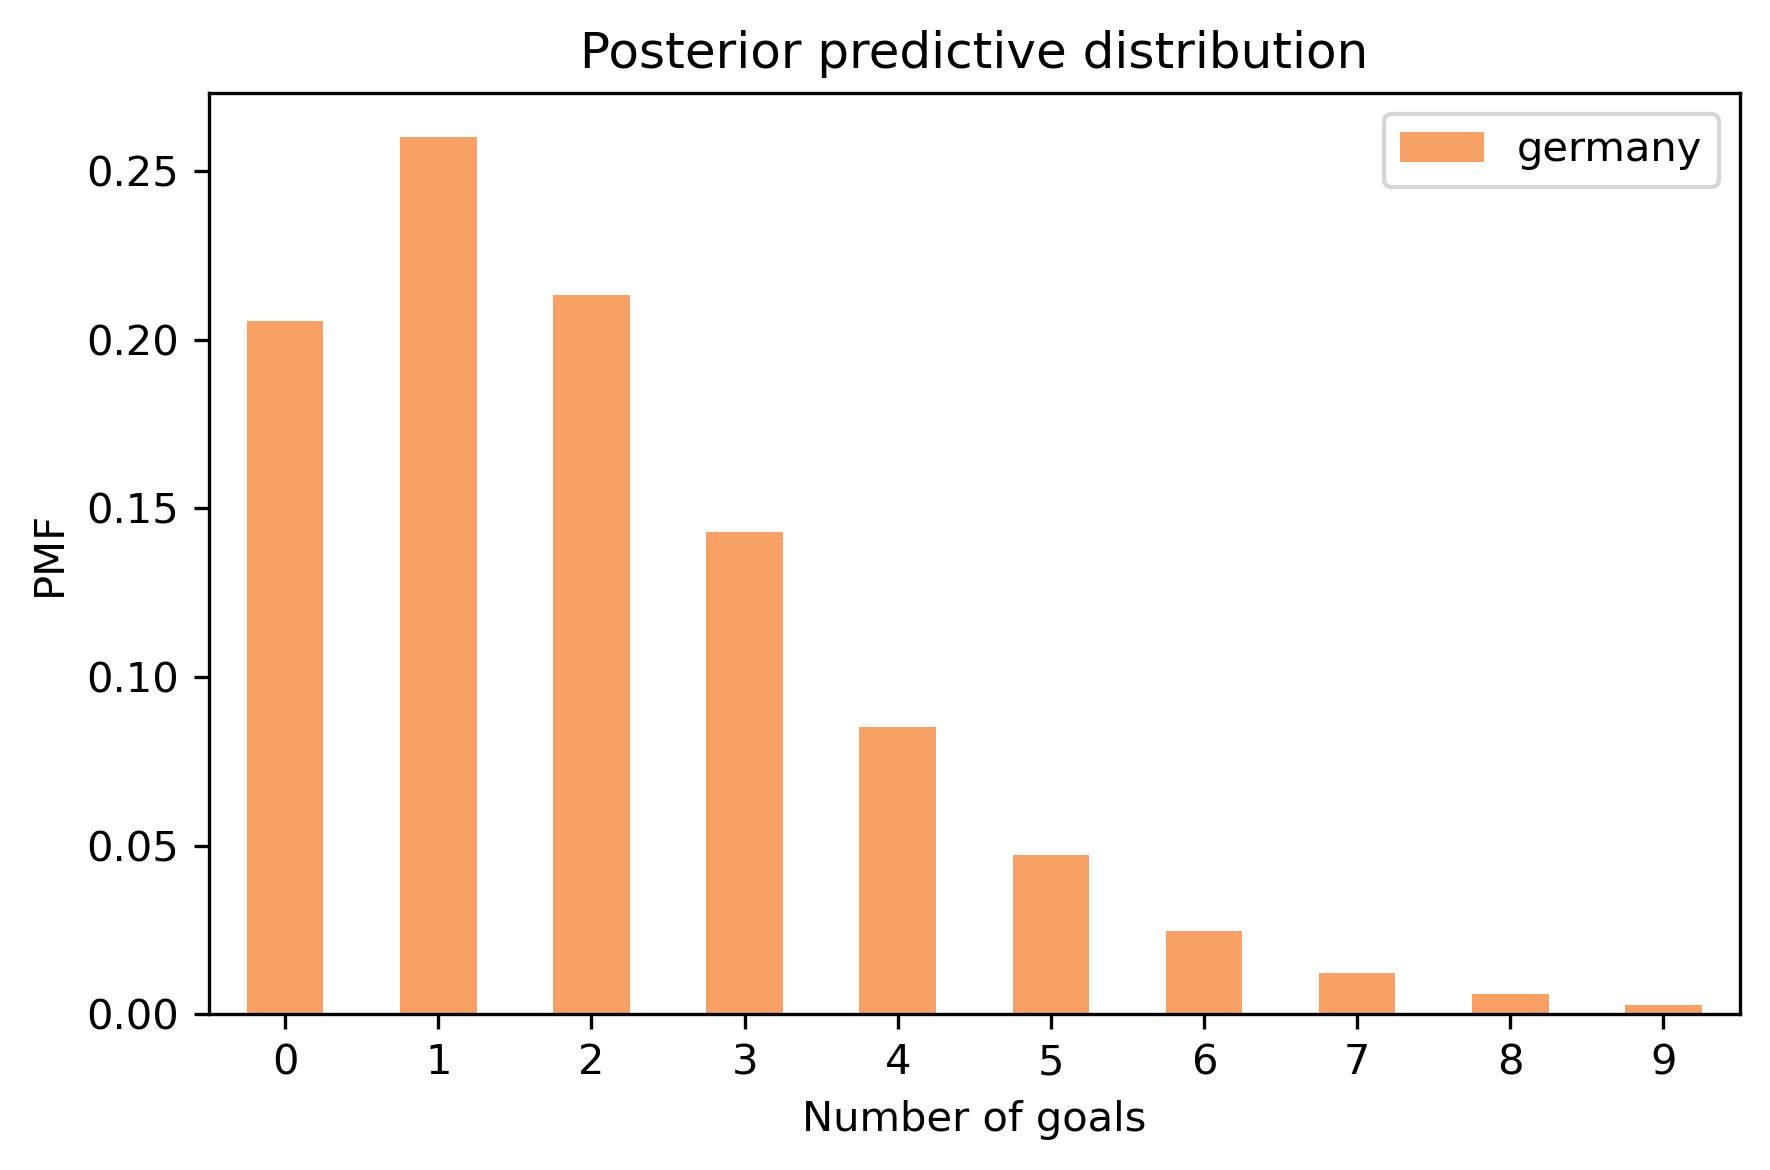 Posterior predictive distribution
germany
PMF
0.25
0.20
0.15
0.10
0.05
0.00
0 1 2 3 4 5 6 7 8 9
Number of goals